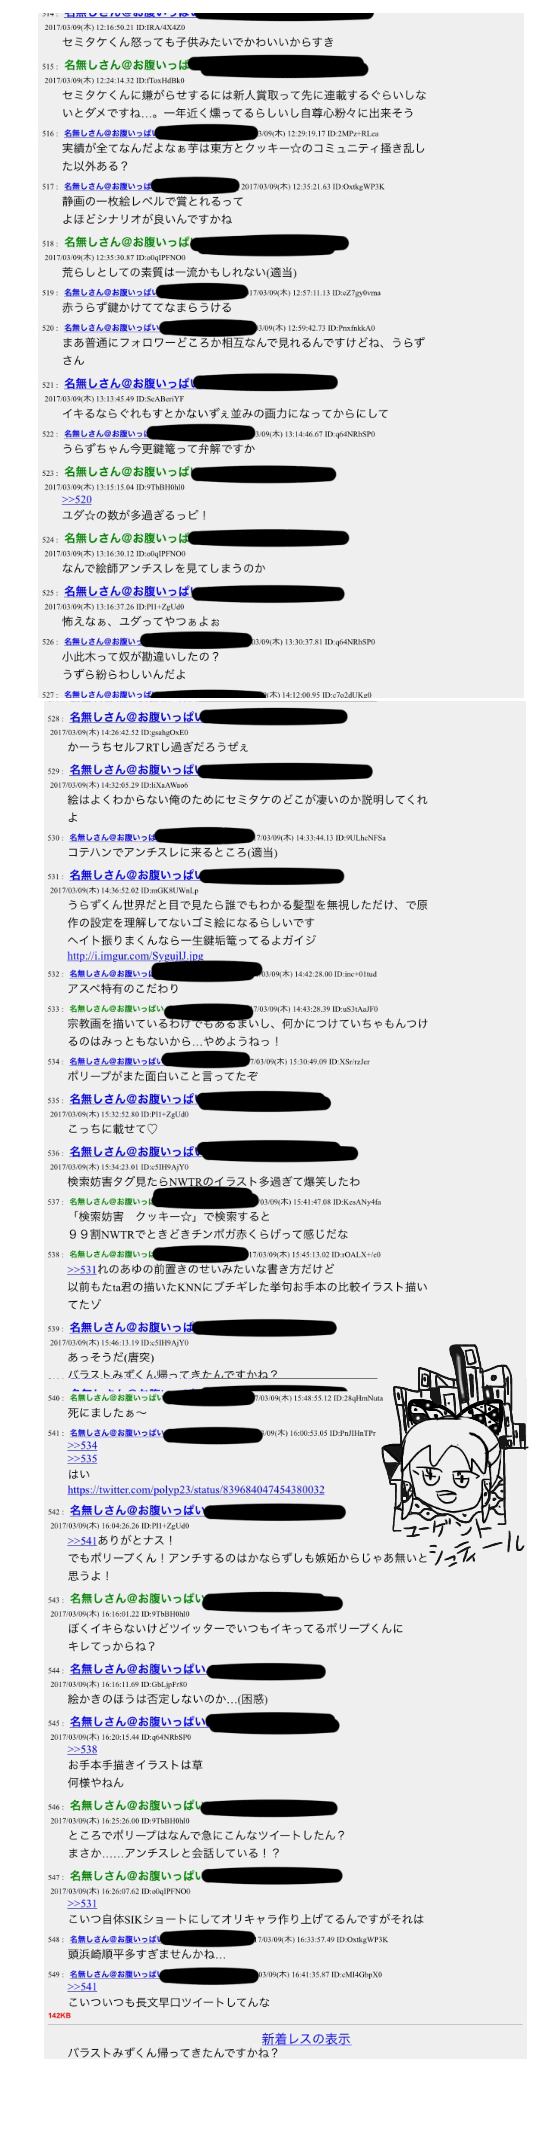 514： 名無しさん＠お腹いっぱ
2017/03/09(木) 12:16:50.21 ID:IRA/4X4Z0
セミタケくん怒っても子供みたいでかわいいからすき
515： 名無しさん＠お腹いっぱ
2017/03/09(木) 12:24:14.32 ID:fToxHdBk0
セミタケくんに嫌がらせするには新人賞取って先に連載するぐらいしな
いとダメですね…。一年近く燻ってるらしいし自尊心粉々に出来そう
516： 名無しさん＠お腹いっぱ 3/09(木) 12:29:19.17 ID:2MPz+RLca
実績が全てなんだよなぁ芋は東方とクッキー☆のコミュニティ掻き乱し
た以外ある？
517： 名無しさん＠お腹いっぱ 2017/03/09(木) 12:35:21.63 ID:OxtkgWP3K
静画の一枚絵レベルで賞とれるって
よほどシナリオが良いんですかね
518： 名無しさん＠お腹いっぱ
2017/03/09(木) 12:35:30.87 ID:o0qIPFNO0
荒らしとしての素質は一流かもしれない(適当)
519： 名無しさん＠お腹いっぱい 17/03/09(木) 12:57:11.13 ID:eZ7gy0vma
赤うらず鍵かけててなまらうける
520： 名無しさん＠お腹いっぱい 3/09(木) 12:59:42.73 ID:PnxfnkkA0
まあ普通にフォロワーどころか相互なんで見れるんですけどね、うらず
さん
521： 名無しさん＠お腹いっぱい
2017/03/09(木) 13:13:45.49 ID:ScABeriYF
イキるならぐれもすとかないずぇ並みの画力になってからにして
522： 名無しさん＠お腹いっぱ 3/09(木) 13:14:46.67 ID:q64NRbSP0
うらずちゃん今更鍵篭って弁解ですか
523： 名無しさん＠お腹いっぱ
2017/03/09(木) 13:15:15.04 ID:9TbBH0hl0
>>520
ユダ☆の数が多過ぎるっピ！
524： 名無しさん＠お腹いっぱ
2017/03/09(木) 13:16:30.12 ID:o0qIPFNO0
なんで絵師アンチスレを見てしまうのか
525： 名無しさん＠お腹いっぱい
2017/03/09(木) 13:16:37.26 ID:Pl1+ZgUd0
怖えなぁ、ユダってやつぁよぉ
526： 名無しさん＠お腹いっぱ 03/09(木) 13:30:37.81 ID:q64NRbSP0
小此木って奴が勘違いしたの？
うずら紛らわしいんだよ
527： 名無しさん＠お腹いっぱ (木) 14:12:00.95 ID:c7o2dUKg0
528： 名無しさん＠お腹いっぱい
2017/03/09(木) 14:26:42.52 ID:gsahgOxE0
かーうちセルフRTし過ぎだろうぜぇ
529： 名無しさん＠お腹いっぱい
2017/03/09(木) 14:32:05.29 ID:liXaAWao6
絵はよくわからない俺のためにセミタケのどこが凄いのか説明してくれ
よ
530： 名無しさん＠お腹いっぱ 7/03/09(木) 14:33:44.13 ID:9ULhcNFSa
コテハンでアンチスレに来るところ(適当)
531： 名無しさん＠お腹いっぱい
2017/03/09(木) 14:36:52.02 ID:mGK8UWnLp
うらずくん世界だと目で見たら誰でもわかる髪型を無視しただけ、で原
作の設定を理解してないゴミ絵になるらしいです
ヘイト振りまくんなら一生鍵垢篭ってるよガイジ
http://i.imgur.com/SyqujlJ.jpg
532： 名無しさん＠お腹いっぱ /03/09(木) 14:42:28.00 ID:inc+01tud
アスペ特有のこだわり
533： 名無しさん＠お腹いっぱい 7/03/09(木) 14:43:28.39 ID:uS3tAaJF0
宗教画を描いているわけでもあるまいし、何かにつけていちゃもんつけ
るのはみっともないから…やめようねっ！
534： 名無しさん＠お腹いっぱい 7/03/09(木) 15:30:49.09 ID:XSr/rzJer
ポリープがまた面白いこと言ってたぞ
535： 名無しさん＠お腹いっぱい
2017/03/09(木) 15:32:52.80 ID:Pl1+ZgUd0
こっちに載せて♡
536： 名無しさん＠お腹いっぱい
2017/03/09(木) 15:34:23.01 ID:c5IH9AjY0
検索妨害タグ見たらNWTRのイラスト多過ぎて爆笑したわ
537： 名無しさん＠お腹いっぱ /03/09(木) 15:41:47.08 ID:KesANy4fa
「検索妨害　クッキー☆」で検索すると
９９割NWTRでときどきチンポガ赤くらげって感じだな
538： 名無しさん＠お腹いっぱ 17/03/09(木) 15:45:13.02 ID:rOALX+/c0
>>531れのあゆの前置きのせいみたいな書き方だけど
以前もたta君の描いたKNNにブチギレた挙句お手本の比較イラスト描い
てたゾ
539： 名無しさん＠お腹いっぱ
2017/03/09(木) 15:46:13.19 ID:c5IH9AjY0
あっそうだ(唐突)
バラストみずくん帰ってきたんですかね？
540： 名無しさん＠お腹いっぱい 7/03/09(木) 15:48:55.12 ID:28qHmNuta
死にましたぁ～
541： 名無しさん＠お腹いっぱい /09(木) 16:00:53.05 ID:PnJIHnTPr
>>534
>>535
はい
https://twitter.com/polyp23/status/839684047454380032
542： 名無しさん＠お腹いっぱい
2017/03/09(木) 16:04:26.26 ID:Pl1+ZgUd0
>>541ありがとナス！
でもポリープくん！アンチするのはかならずしも嫉妬からじゃあ無いと
思うよ！
ユーゲント
シュティール
543： 名無しさん＠お腹いっぱい
2017/03/09(木) 16:16:01.22 ID:9TbBH0hl0
ぼくイキらないけどツイッターでいつもイキってるポリープくんに
キレてっからね？
544： 名無しさん＠お腹いっぱい
2017/03/09(木) 16:16:11.69 ID:GbLjpFr80
絵かきのほうは否定しないのか…(困惑)
545： 名無しさん＠お腹いっぱい
2017/03/09(木) 16:20:15.44 ID:q64NRbSP0
>>538
お手本手描きイラストは草
何様やねん
546： 名無しさん＠お腹いっぱい
2017/03/09(木) 16:25:26.00 ID:9TbBH0hl0
ところでポリープはなんで急にこんなツイートしたん？
まさか……アンチスレと会話している！？
547： 名無しさん＠お腹いっぱい
2017/03/09(木) 16:26:07.62 ID:o0qIPFNO0
>>531
こいつ自体SIKショートにしてオリキャラ作り上げてるんですがそれは
548： 名無しさん＠お腹いっぱい 7/03/09(木) 16:33:57.49 ID:OxtkgWP3K
頭浜崎順平多すぎませんかね…
549： 名無しさん＠お腹いっぱい 03/09(木) 16:41:35.87 ID:cMI4GbpX0
>>541
こいついつも長文早口ツイートしてんな
142KB
新着レスの表示
バラストみずくん帰ってきたんですかね？